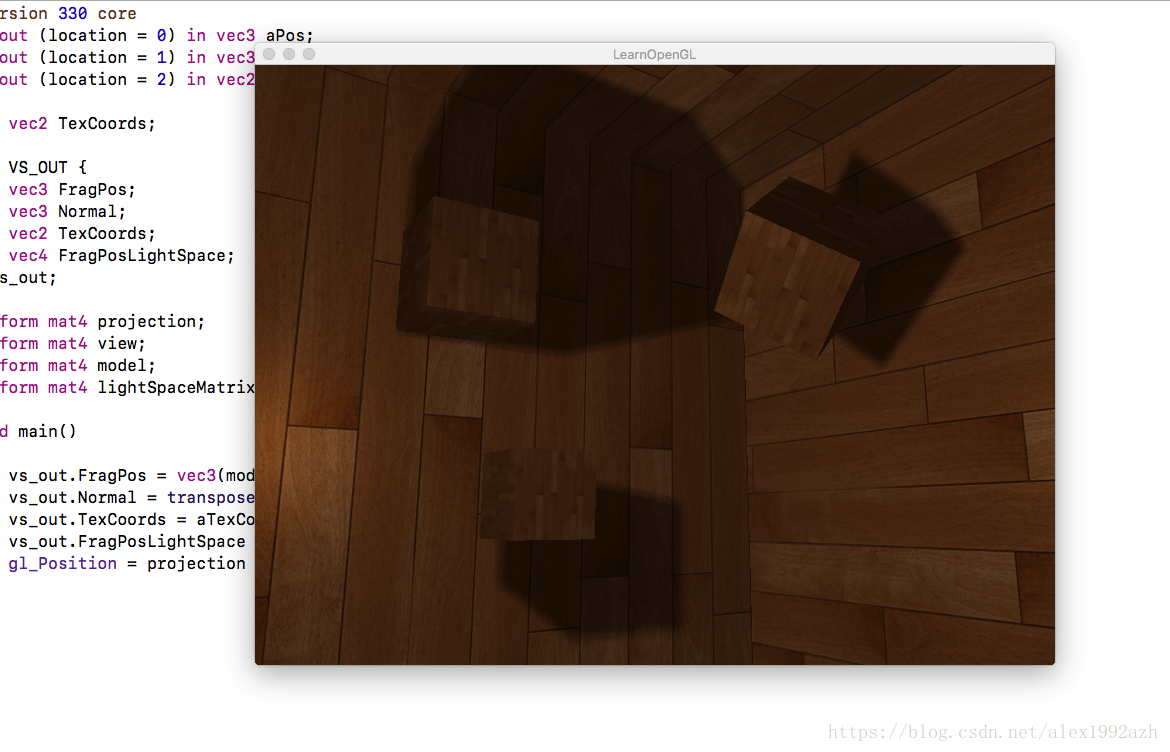 rsion 330 core
out (location = 0) in vec3 aPos;
out (location = 1) in vec3
out (location = 2) in vec2
LearnOpenGL
vec2 TexCoords;
VS_OUT {
vec3 FragPos;
vec3 Normal;
vec2 TexCoords;
vec4 FragPosLightSpace;
s_out;
form mat4 projection;
form mat4 view;
form mat4 model;
form mat4 lightSpaceMatrix
d main()
vs_out.FragPos = vec3(mod
vs_out.Normal = transpose
vs_out.TexCoords = aTexCo
vs_out.FragPosLightSpace
gl_Position = projection
https://blog.csdn.net/alex1992azh